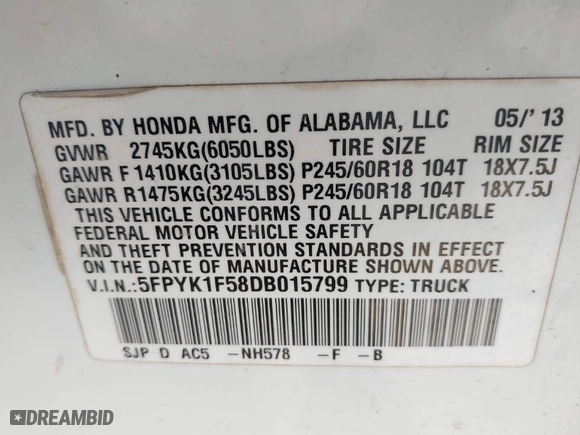 MFD. BY HONDA MFG. OF ALABAMA, LLC 05/' 13
GVWR 2745KG(6050LBS) TIRE SIZE RIM SIZE
GAWR F 1410KG(3105LBS) P245/60R18 104T 18X7.5J
GAWR R1475KG(3245LBS) P245/60R18 104T 18X7.5J
THIS VEHICLE CONFORMS TO ALL APPLICABLE
FEDERAL MOTOR VEHICLE SAFETY
AND THEFT PREVENTION STANDARDS IN EFFECT
ON THE DATE OF MANUFACTURE SHOWN ABOVE.
V.I.N.:5FPYK1F58DB015799 TYPE: TRUCK
SJP D AC5 -NH578 -F -B
DREAMBID